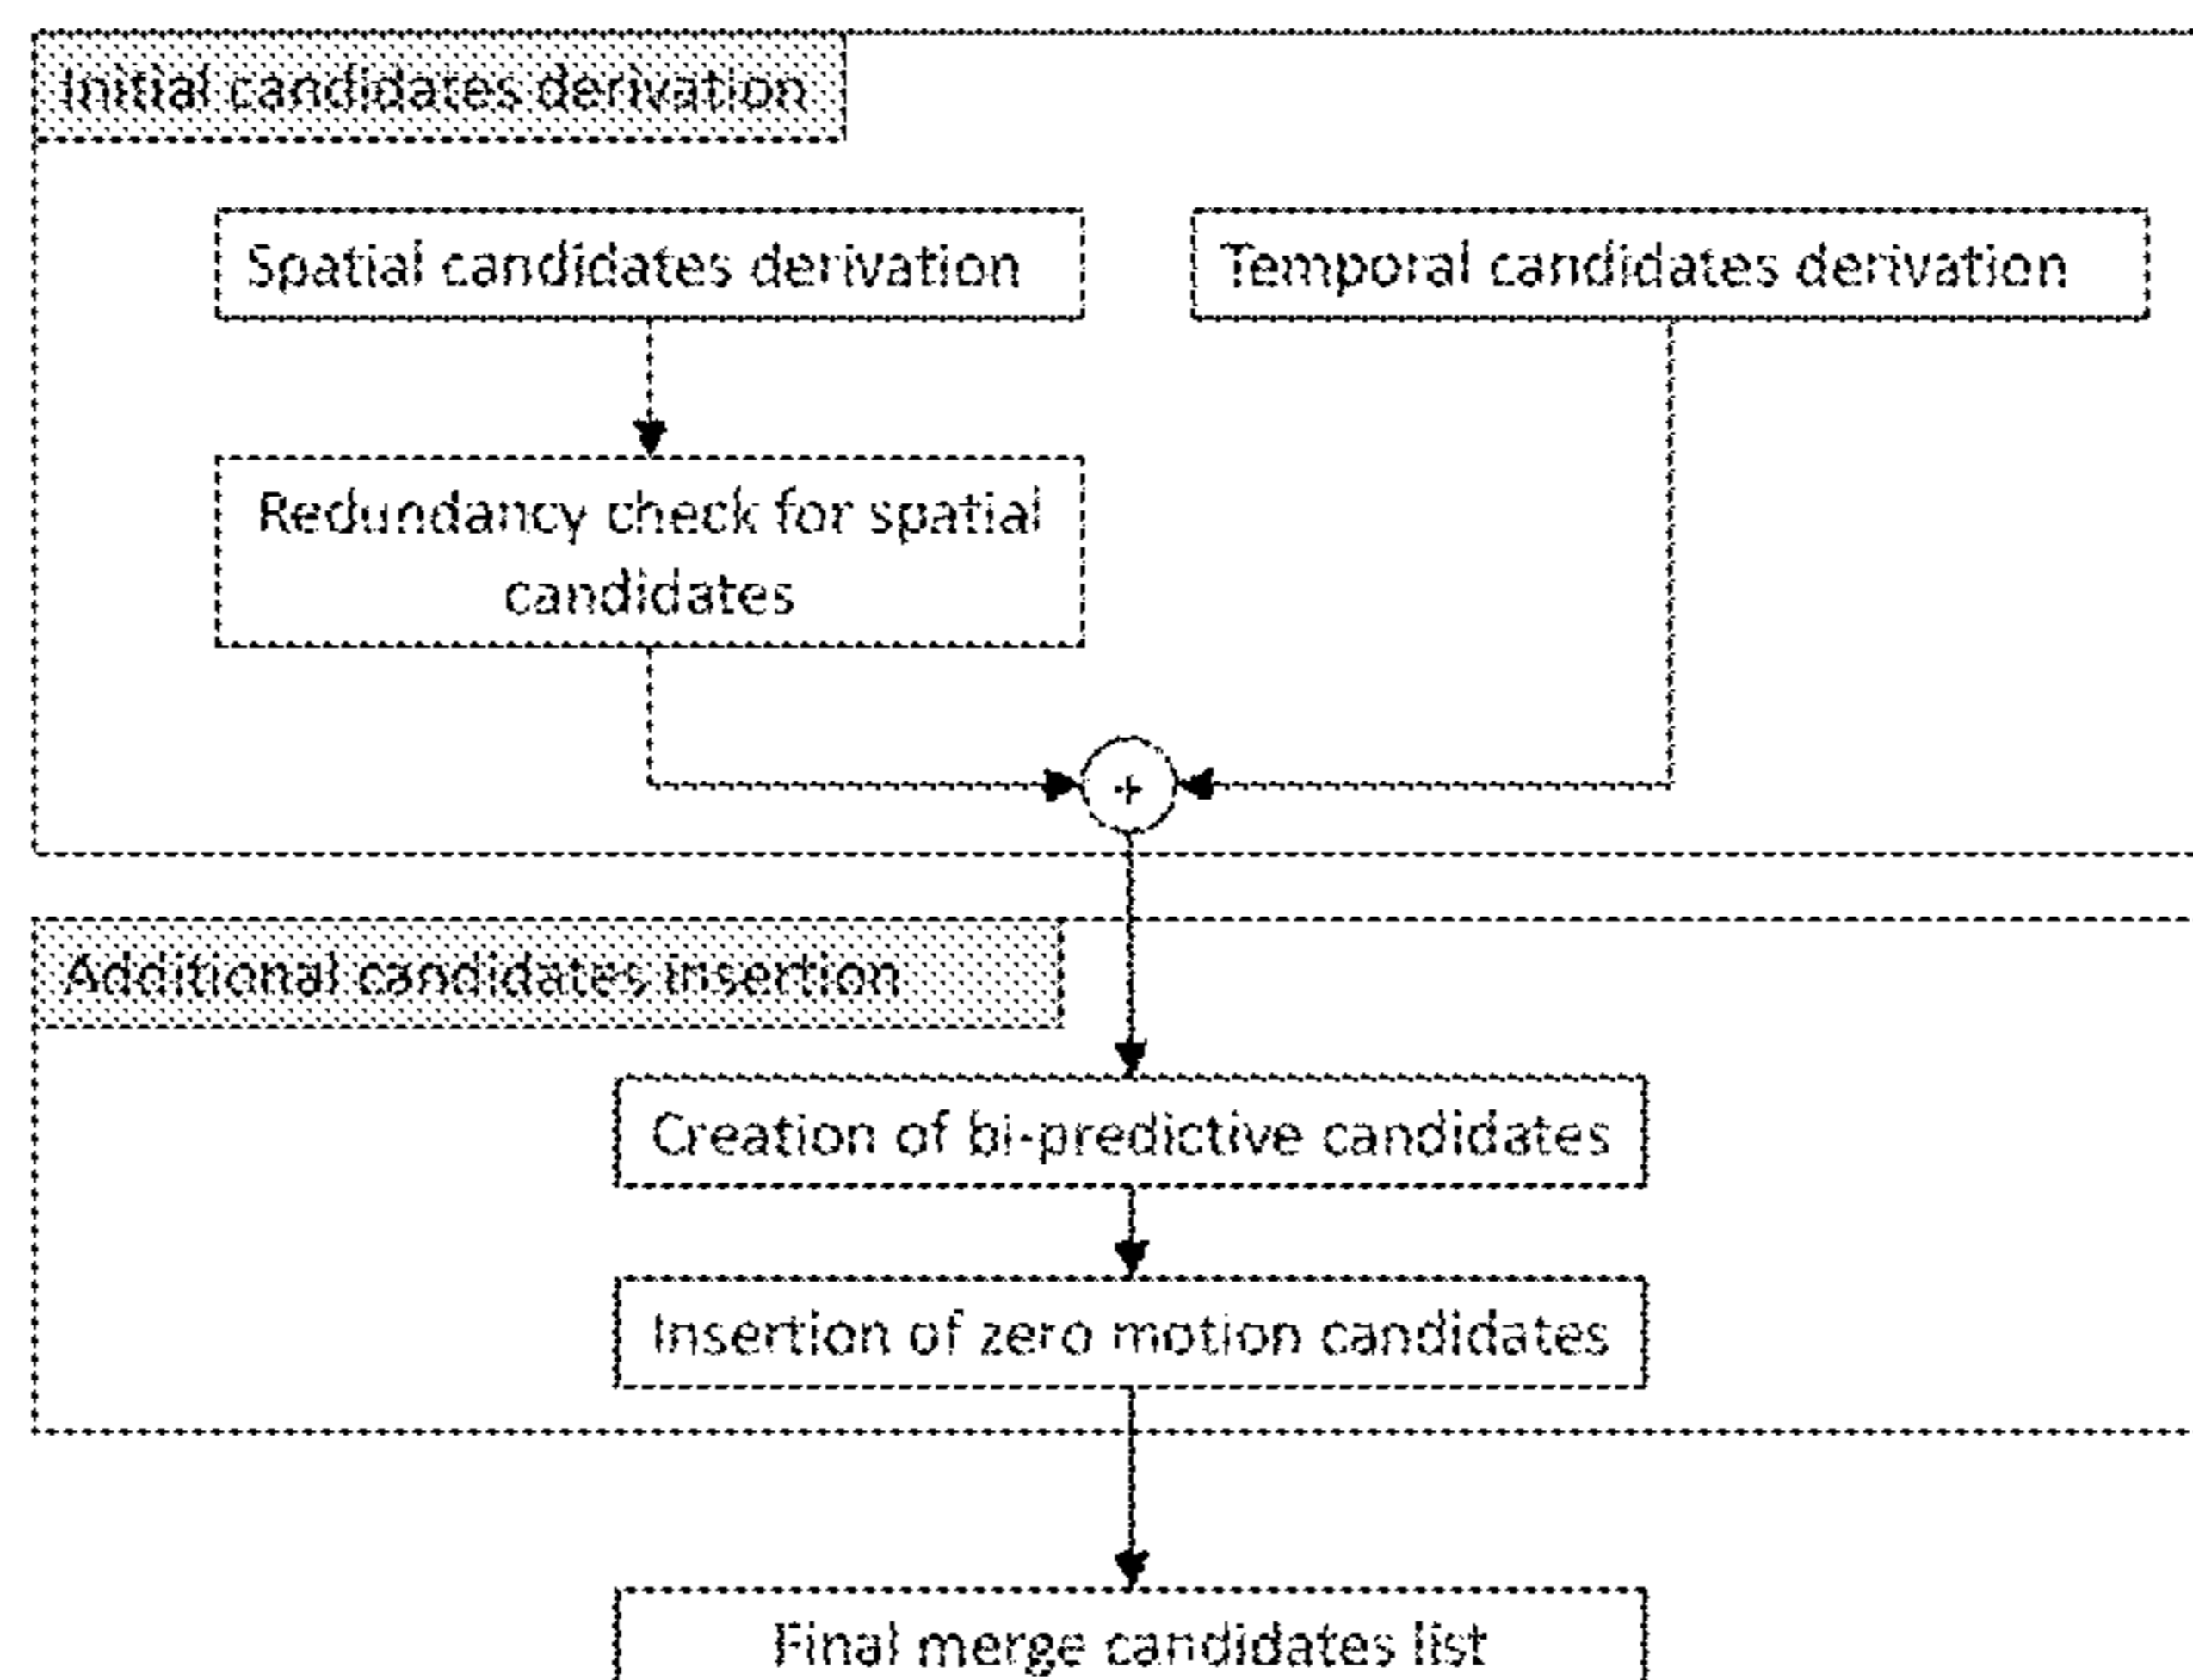 Initial candidates derivation
Spatial candidates derivation
Temporal candidates derivation
Redundancy check for spatial
candidates
+
Additional candidates insertion
Creation of bi-predictive candidates
Insertion of zero motion candidates
Final merge candidates list